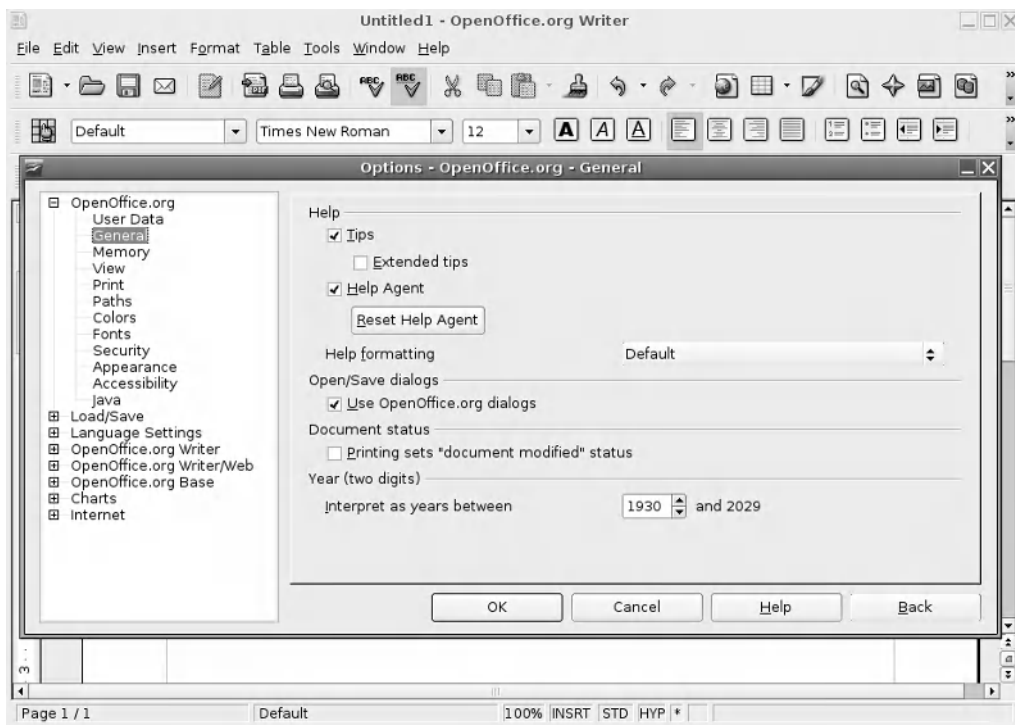 Untitled1 - OpenOffice.org Writer
File Edit View Insert Format Table Tools Window Help
ABC ABC
Default Times New Roman 12 A A A
Options - OpenOffice.org - General
OpenOffice.org
User Data
General
Memory
View
Print
Paths
Colors
Fonts
Security
Appearance
Accessibility
Java
Load/Save
Language Settings
OpenOffice.org Writer
OpenOffice.org Writer/Web
OpenOffice.org Base
Charts
Internet
Help
Tips
Extended tips
Help Agent
Reset Help Agent
Help formatting Default
Open/Save dialogs
Use OpenOffice.org dialogs
Document status
Printing sets "document modified" status
Year (two digits)
Interpret as years between 1930 and 2029
OK Cancel Help Back
3
Page 1 / 1 Default 100% INSRT STD HYP *